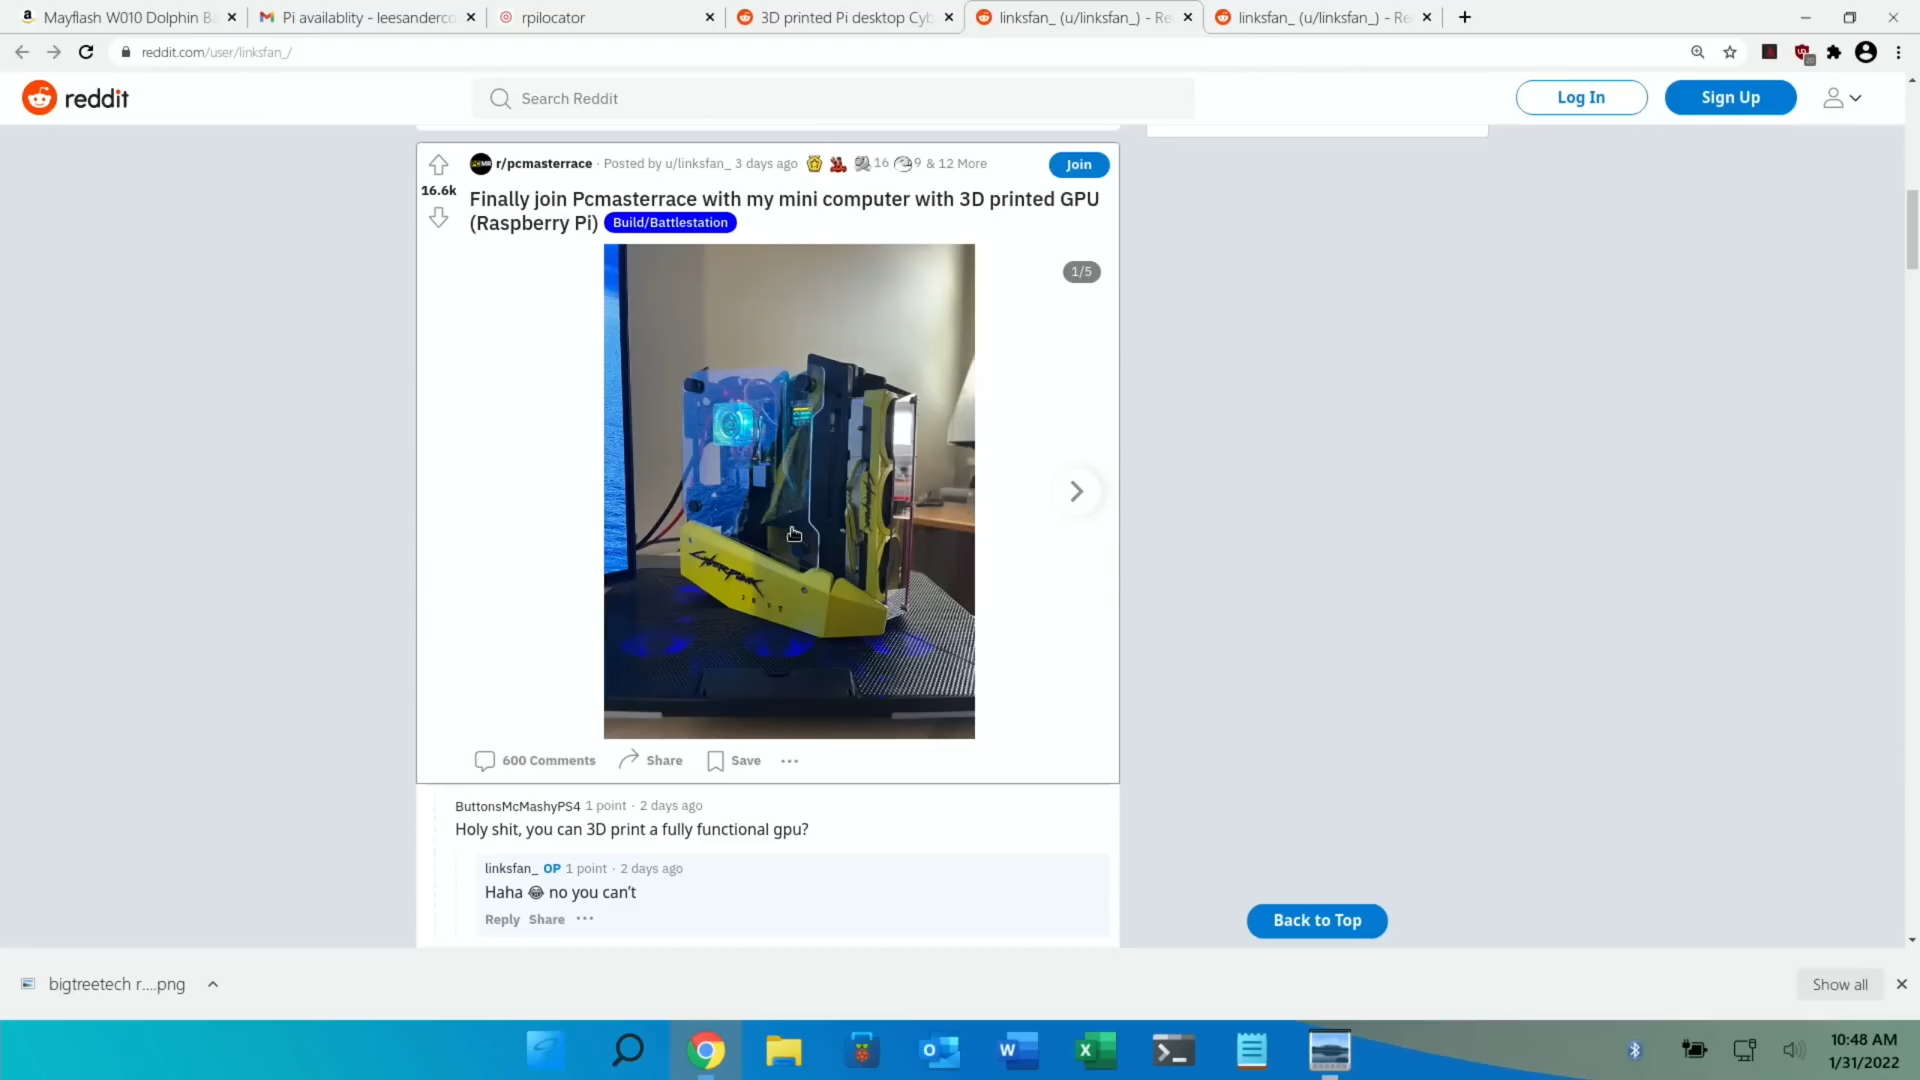 Mayflash W010 Dolphin Ba
Pi availablity - leesanderco
rpilocator
3D printed Pi desktop Cyb
linksfan_ (u/linksfan_) - Re
linksfan_ (u/linksfan_) - Re
reddit.com/user/linksfan_/
reddit
Search Reddit
Log In
Sign Up
r/pcmasterrace · Posted by u/linksfan_ 3 days ago 16 9 & 12 More
Join
16.6k
Finally join Pcmasterrace with my mini computer with 3D printed GPU
(Raspberry Pi) Build/Battlestation
1/5
Cyberpunk
2077
600 Comments
Share
Save
ButtonsMcMashyPS4 1 point · 2 days ago
Holy shit, you can 3D print a fully functional gpu?
linksfan_ OP 1 point · 2 days ago
Haha 😂 no you can't
Reply Share
Back to Top
bigtreetech r....png
Show all
10:48 AM
1/31/2022